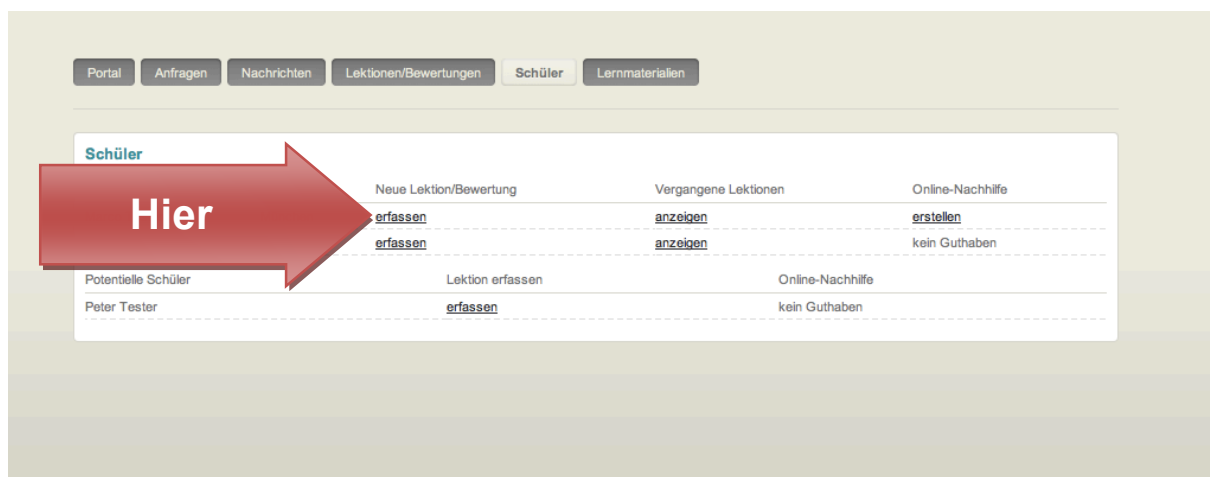 Portal Anfragen Nachrichten Lektionen/Bewertungen Schüler Lernmaterialien
Schüler
Neue Lektion/Bewertung Vergangene Lektionen Online-Nachhilfe
Hier erfassen anzeigen erstellen
erfassen anzeigen kein Guthaben
Potentielle Schüler Lektion erfassen Online-Nachhilfe
Peter Tester erfassen kein Guthaben